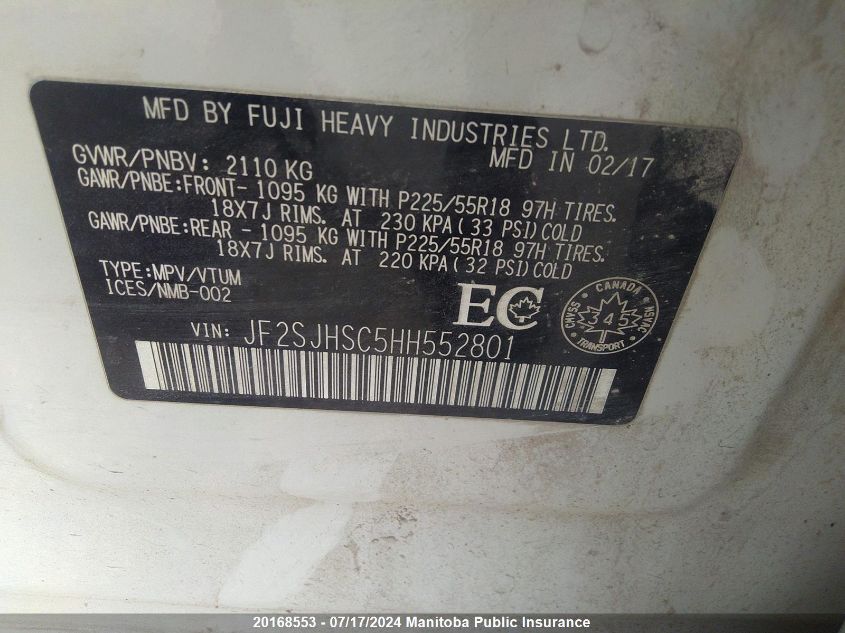 MFD BY FUJI HEAVY INDUSTRIES LTD.
MFD IN 02/17
GVWR/PNBV: 2110 KG
GAWR/PNBE:FRONT- 1095 KG WITH P225/55R18 97H TIRES.
18X7J RIMS. AT 230 KPA(33 PSI)COLD
GAWR/PNBE:REAR - 1095 KG WITH P225/55R18 97H TIRES.
18X7J RIMS. AT 220 KPA(32 PSI)COLD
TYPE:MPV/VTUM
ICES/NMB-002
EC
CANADA
CMVSS 345 NSVAC
TRANSPORT
VIN: JF2SJHSC5HH552801
20168553 - 07/17/2024 Manitoba Public Insurance